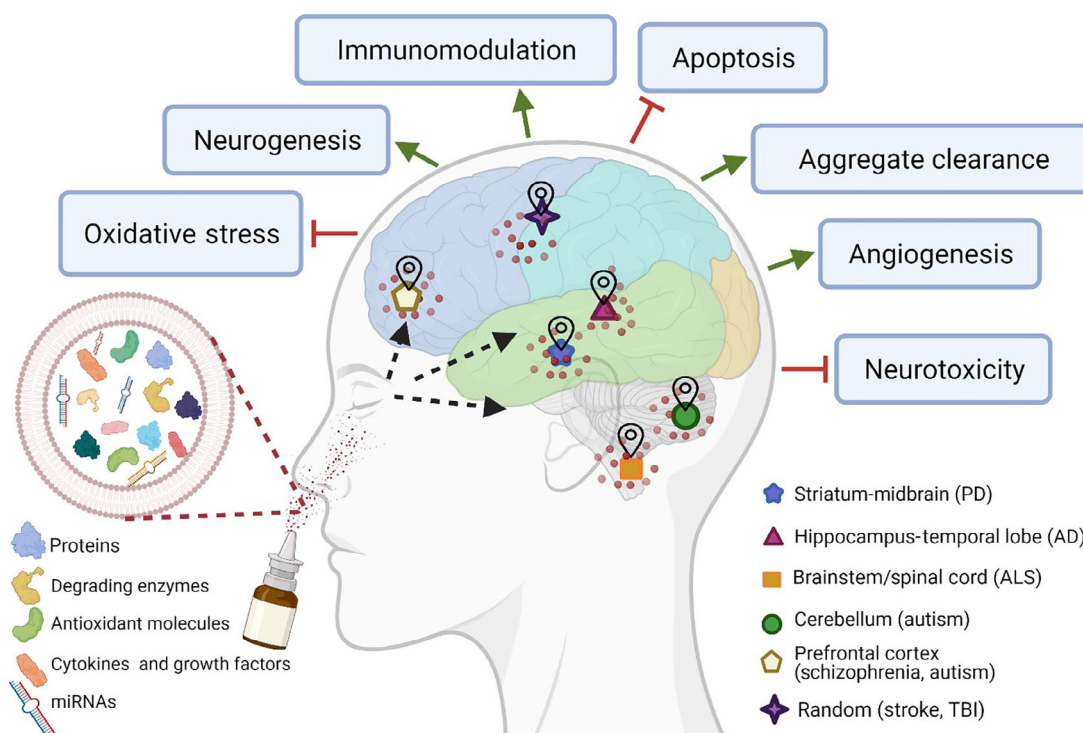 Immunomodulation
Apoptosis
Neurogenesis
Aggregate clearance
Oxidative stress
Angiogenesis
Neurotoxicity
Proteins
Degrading enzymes
Antioxidant molecules
Cytokines and growth factors
miRNAs
Striatum-midbrain (PD)
Hippocampus-temporal lobe (AD)
Brainstem/spinal cord (ALS)
Cerebellum (autism)
Prefrontal cortex
(schizophrenia, autism)
Random (stroke, TBI)